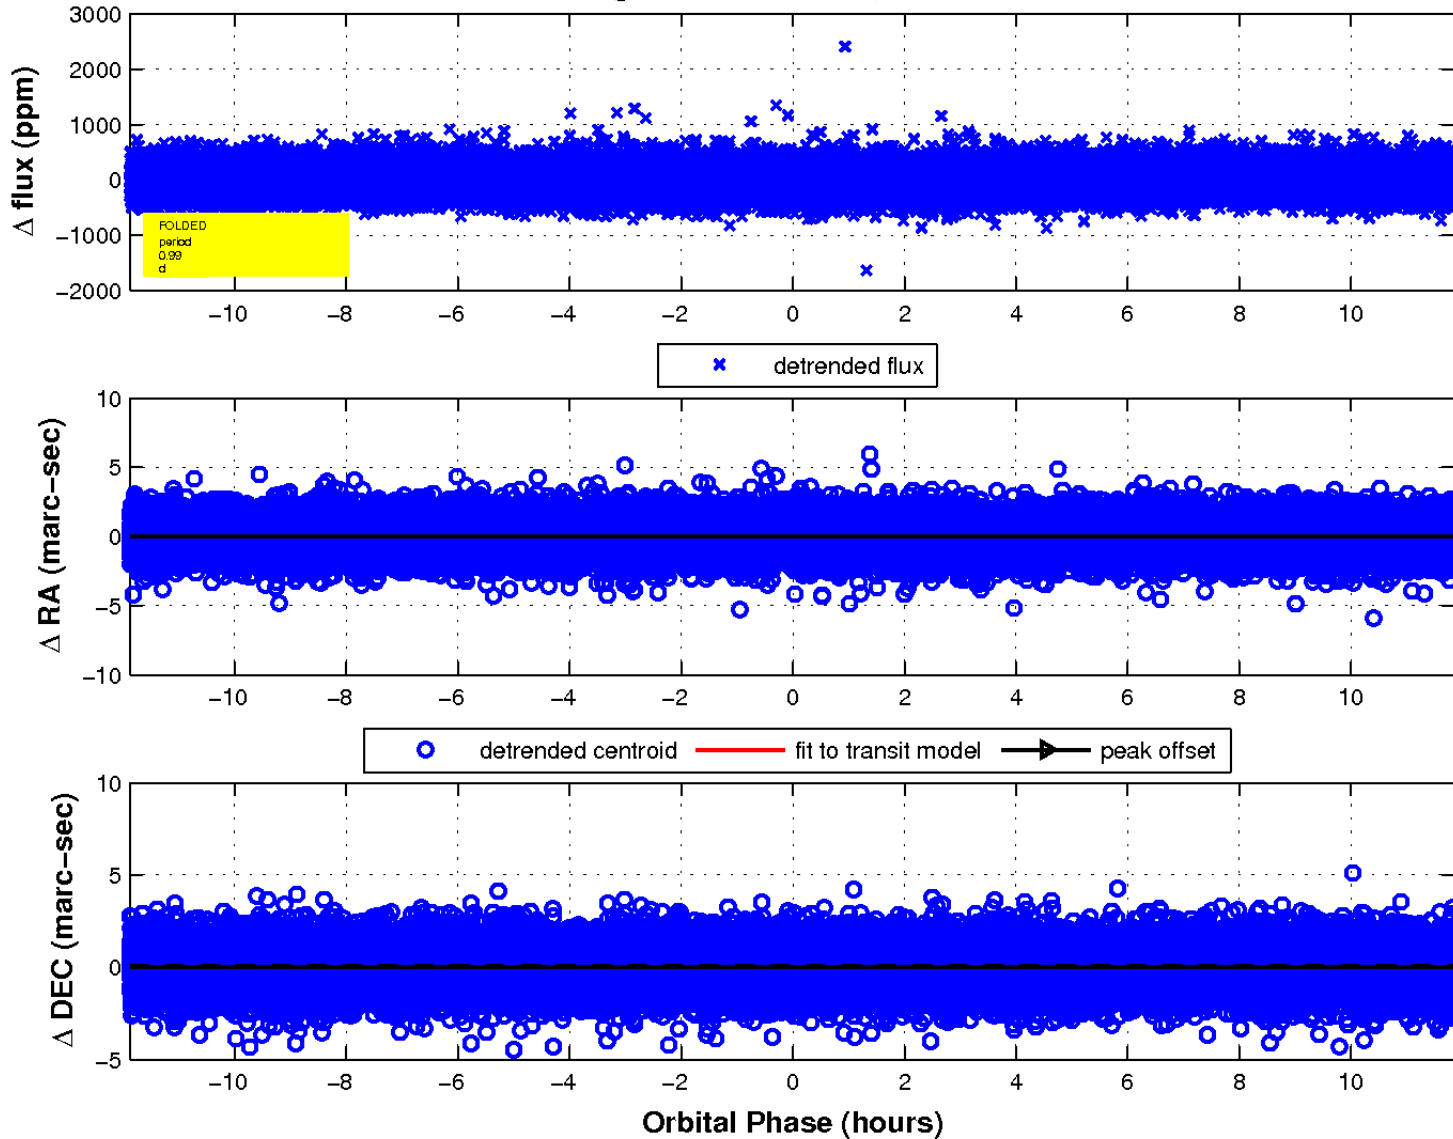 3000
2000
1000
0
−1000
−2000
Δ flux (ppm)
FOLDED
period
0.99
d
−10 −8 −6 −4 −2 0 2 4 6 8 10
detrended flux
10
5
0
−5
−10
Δ RA (marc−sec)
−10 −8 −6 −4 −2 0 2 4 6 8 10
detrended centroid fit to transit model peak offset
10
5
0
−5
Δ DEC (marc−sec)
−10 −8 −6 −4 −2 0 2 4 6 8 10
Orbital Phase (hours)